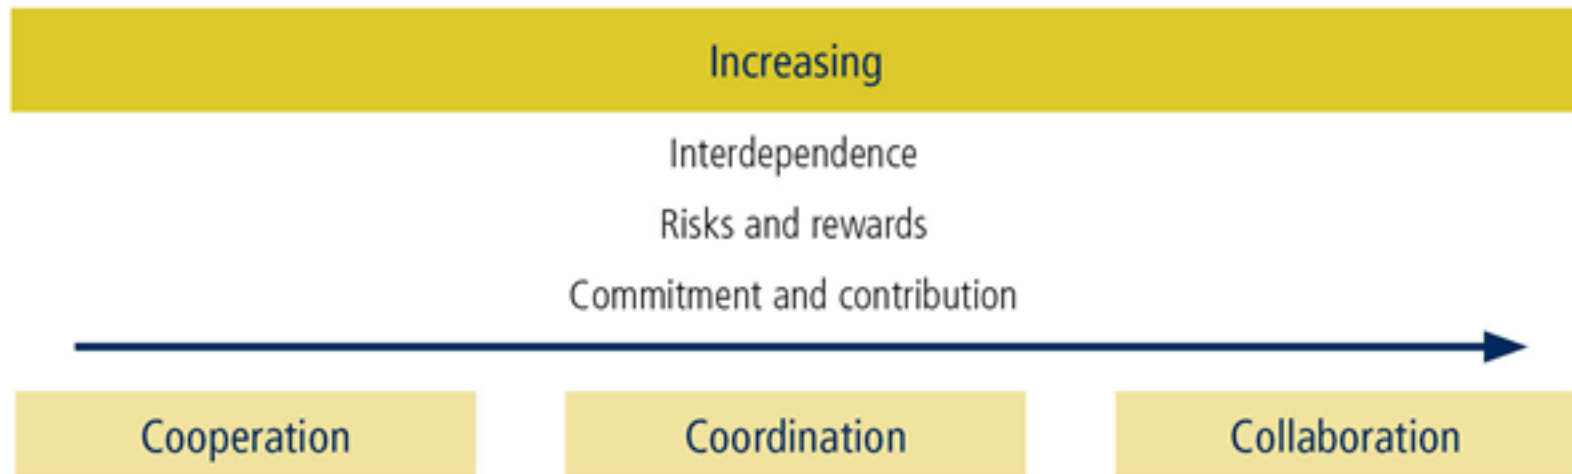 Increasing
Interdependence
Risks and rewards
Commitment and contribution
Cooperation
Coordination
Collaboration